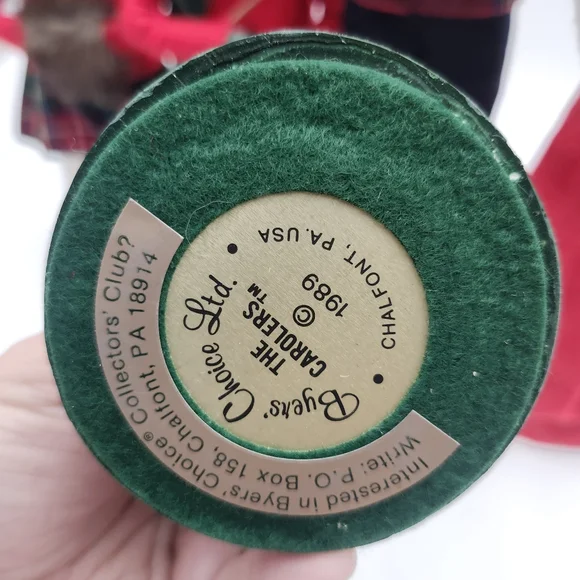 Byers' Choice Ltd.
THE
CAROLERS™
©
1989
CHALFONT, PA. USA
Interested in Byers' Choice® Collectors' Club?
Write: P.O. Box 158, Chalfont, PA 18914